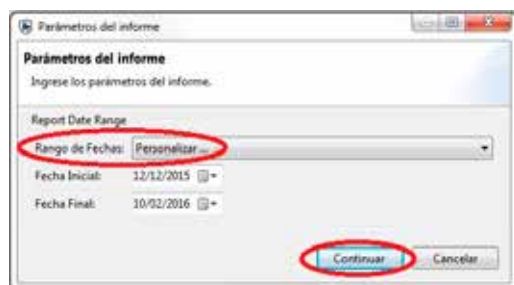 Parámetros del informe
Parámetros del informe
Ingrese los parámetros del informe.
Report Date Range
Rango de Fechas: Personalizar ...
Fecha Inicial: 12/12/2015
Fecha Final: 10/02/2016
Continuar Cancelar